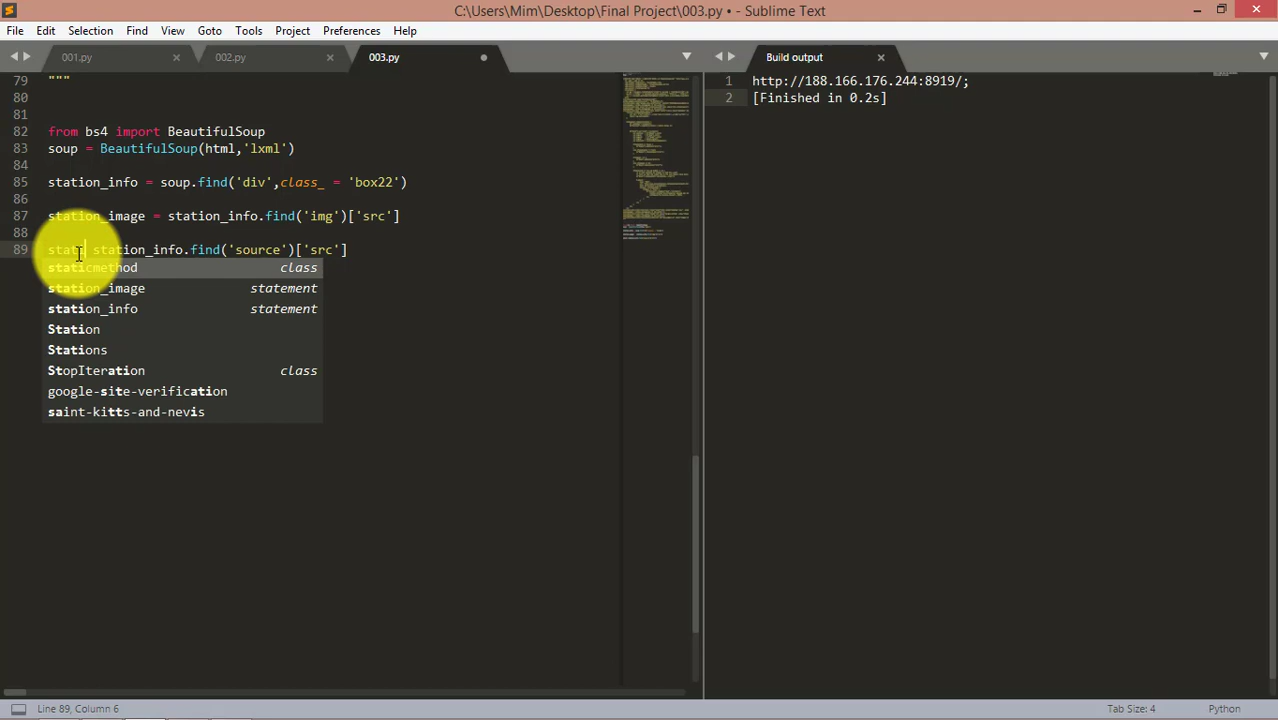 C:\Users\Mim\Desktop\Final Project\003.py • - Sublime Text
File Edit Selection Find View Goto Tools Project Preferences Help
001.py 002.py 003.py Build output
79 """
80
81
82 from bs4 import BeautifulSoup
83 soup = BeautifulSoup(html,'lxml')
84
85 station_info = soup.find('div',class_ = 'box22')
86
87 station_image = station_info.find('img')['src']
88
89 stati station_info.find('source')['src']
staticmethod class
station_image statement
station_info statement
Station
Stations
StopIteration class
google-site-verification
saint-kitts-and-nevis
1 http://188.166.176.244:8919/;
2 [Finished in 0.2s]
Line 89, Column 6 Tab Size: 4 Python